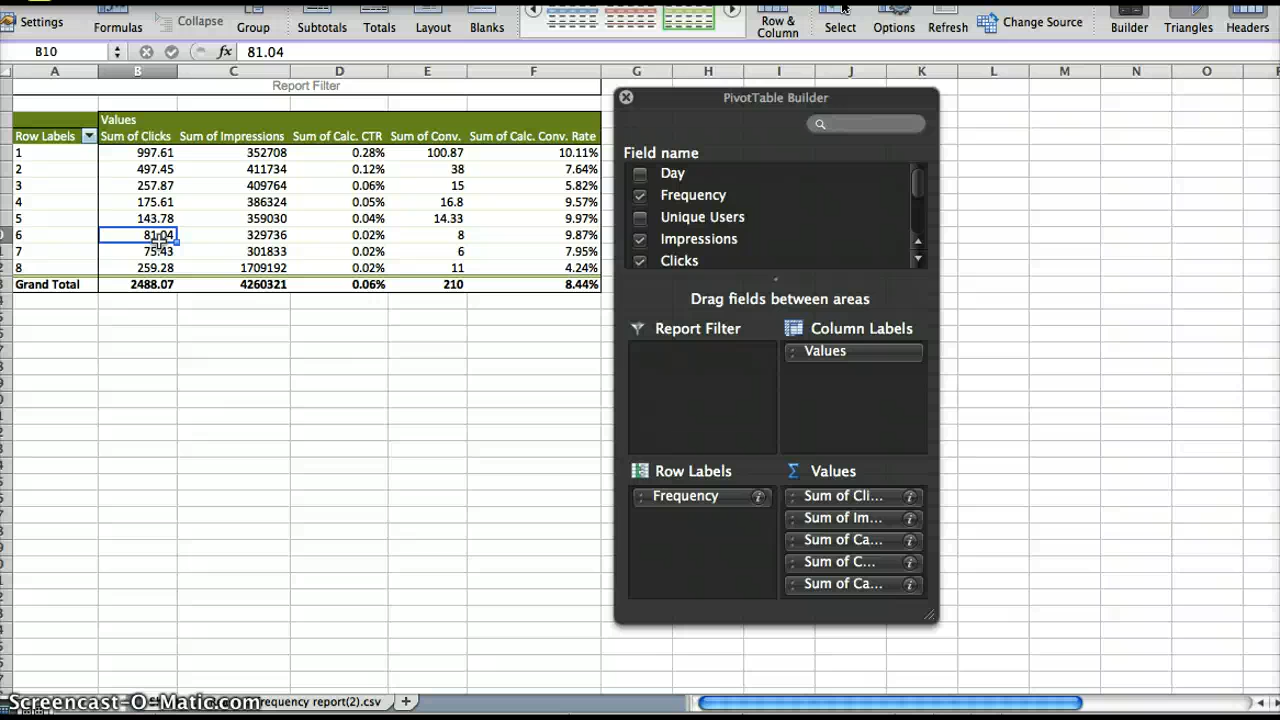 Settings Formulas Collapse Group Subtotals Totals Layout Blanks Row & Column Select Options Refresh Change Source Builder Triangles Headers
B10 fx 81.04
A B C D E F G H I J K L M N O
Report Filter
Values
Row Labels Sum of Clicks Sum of Impressions Sum of Calc. CTR Sum of Conv. Sum of Calc. Conv. Rate
1 997.61 352708 0.28% 100.87 10.11%
2 497.45 411734 0.12% 38 7.64%
3 257.87 409764 0.06% 15 5.82%
4 175.61 386324 0.05% 16.8 9.57%
5 143.78 359030 0.04% 14.33 9.97%
6 81.04 329736 0.02% 8 9.87%
7 75.43 301833 0.02% 6 7.95%
8 259.28 1709192 0.02% 11 4.24%
Grand Total 2488.07 4260321 0.06% 210 8.44%
PivotTable Builder
Field name
Day
Frequency
Unique Users
Impressions
Clicks
Drag fields between areas
Report Filter Column Labels
Values
Row Labels Values
Frequency Sum of Cli...
Sum of Im...
Sum of Ca...
Sum of C...
Sum of Ca...
Screencast-O-Matic.com requency report(2).csv